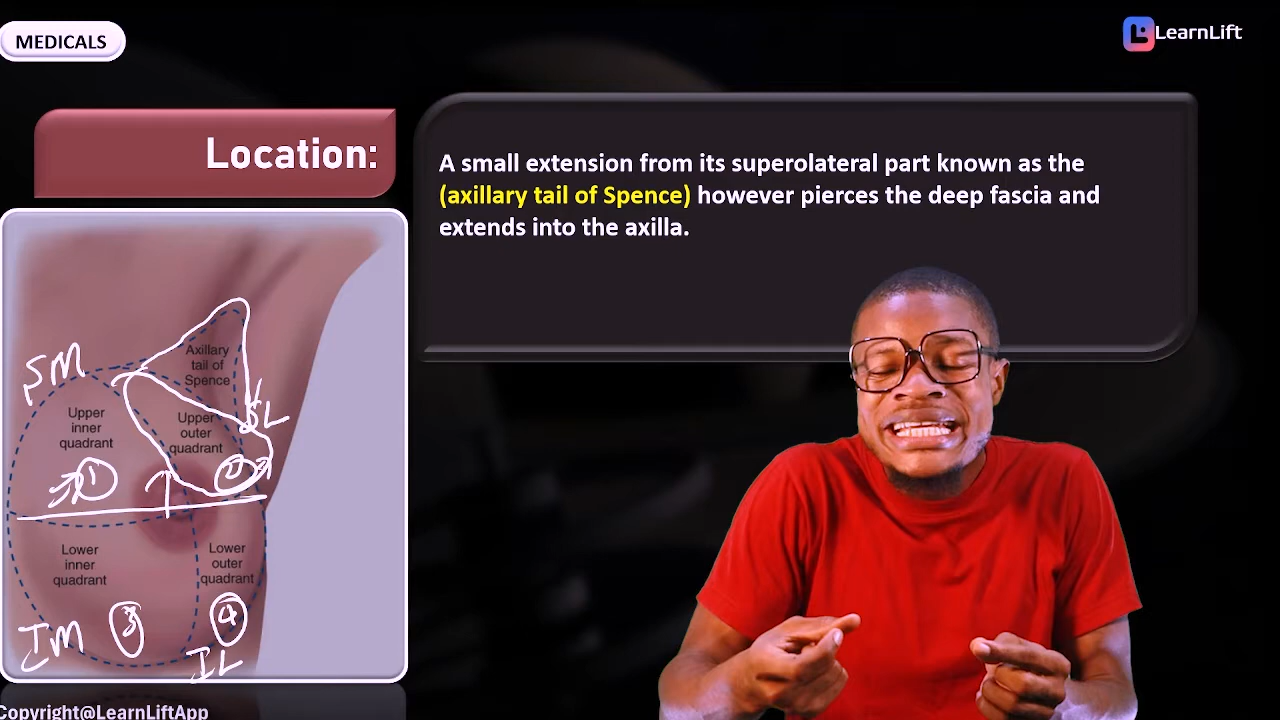 MEDICALS
LearnLift
Location:
A small extension from its superolateral part known as the
(axillary tail of Spence) however pierces the deep fascia and
extends into the axilla.
Axillary
tail of
Spence
SM
SL
Upper
inner
quadrant
Upper
outer
quadrant
1
2
Lower
inner
quadrant
Lower
outer
quadrant
IM
3
4
IL
Copyright@LearnLiftApp